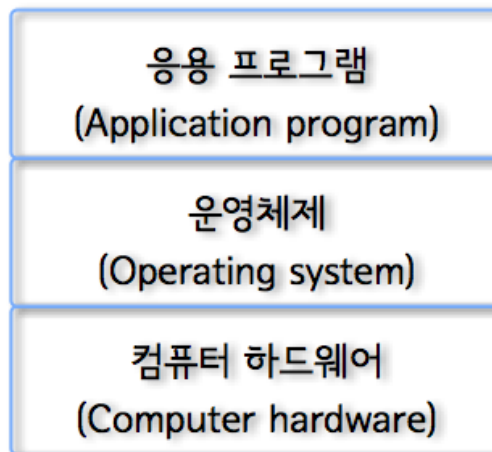 응용 프로그램
(Application program)
운영체제
(Operating system)
컴퓨터 하드웨어
(Computer hardware)